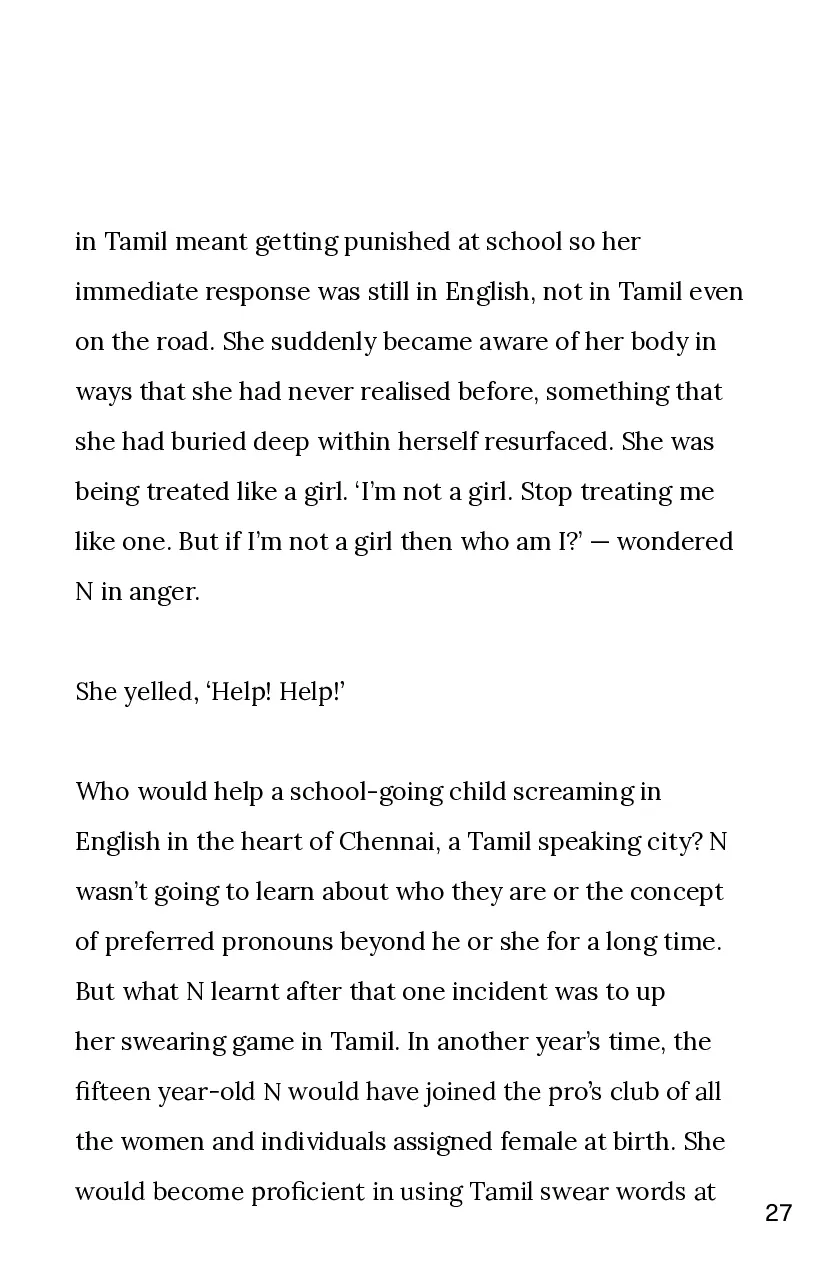 in Tamil meant getting punished at school so her
immediate response was still in English, not in Tamil even
on the road. She suddenly became aware of her body in
ways that she had never realised before, something that
she had buried deep within herself resurfaced. She was
being treated like a girl. ‘I’m not a girl. Stop treating me
like one. But if I’m not a girl then who am I?’ — wondered
N in anger.
She yelled, ‘Help! Help!’
Who would help a school-going child screaming in
English in the heart of Chennai, a Tamil speaking city? N
wasn’t going to learn about who they are or the concept
of preferred pronouns beyond he or she for a long time.
But what N learnt after that one incident was to up
her swearing game in Tamil. In another year’s time, the
fifteen year-old N would have joined the pro’s club of all
the women and individuals assigned female at birth. She
would become proficient in using Tamil swear words at
27